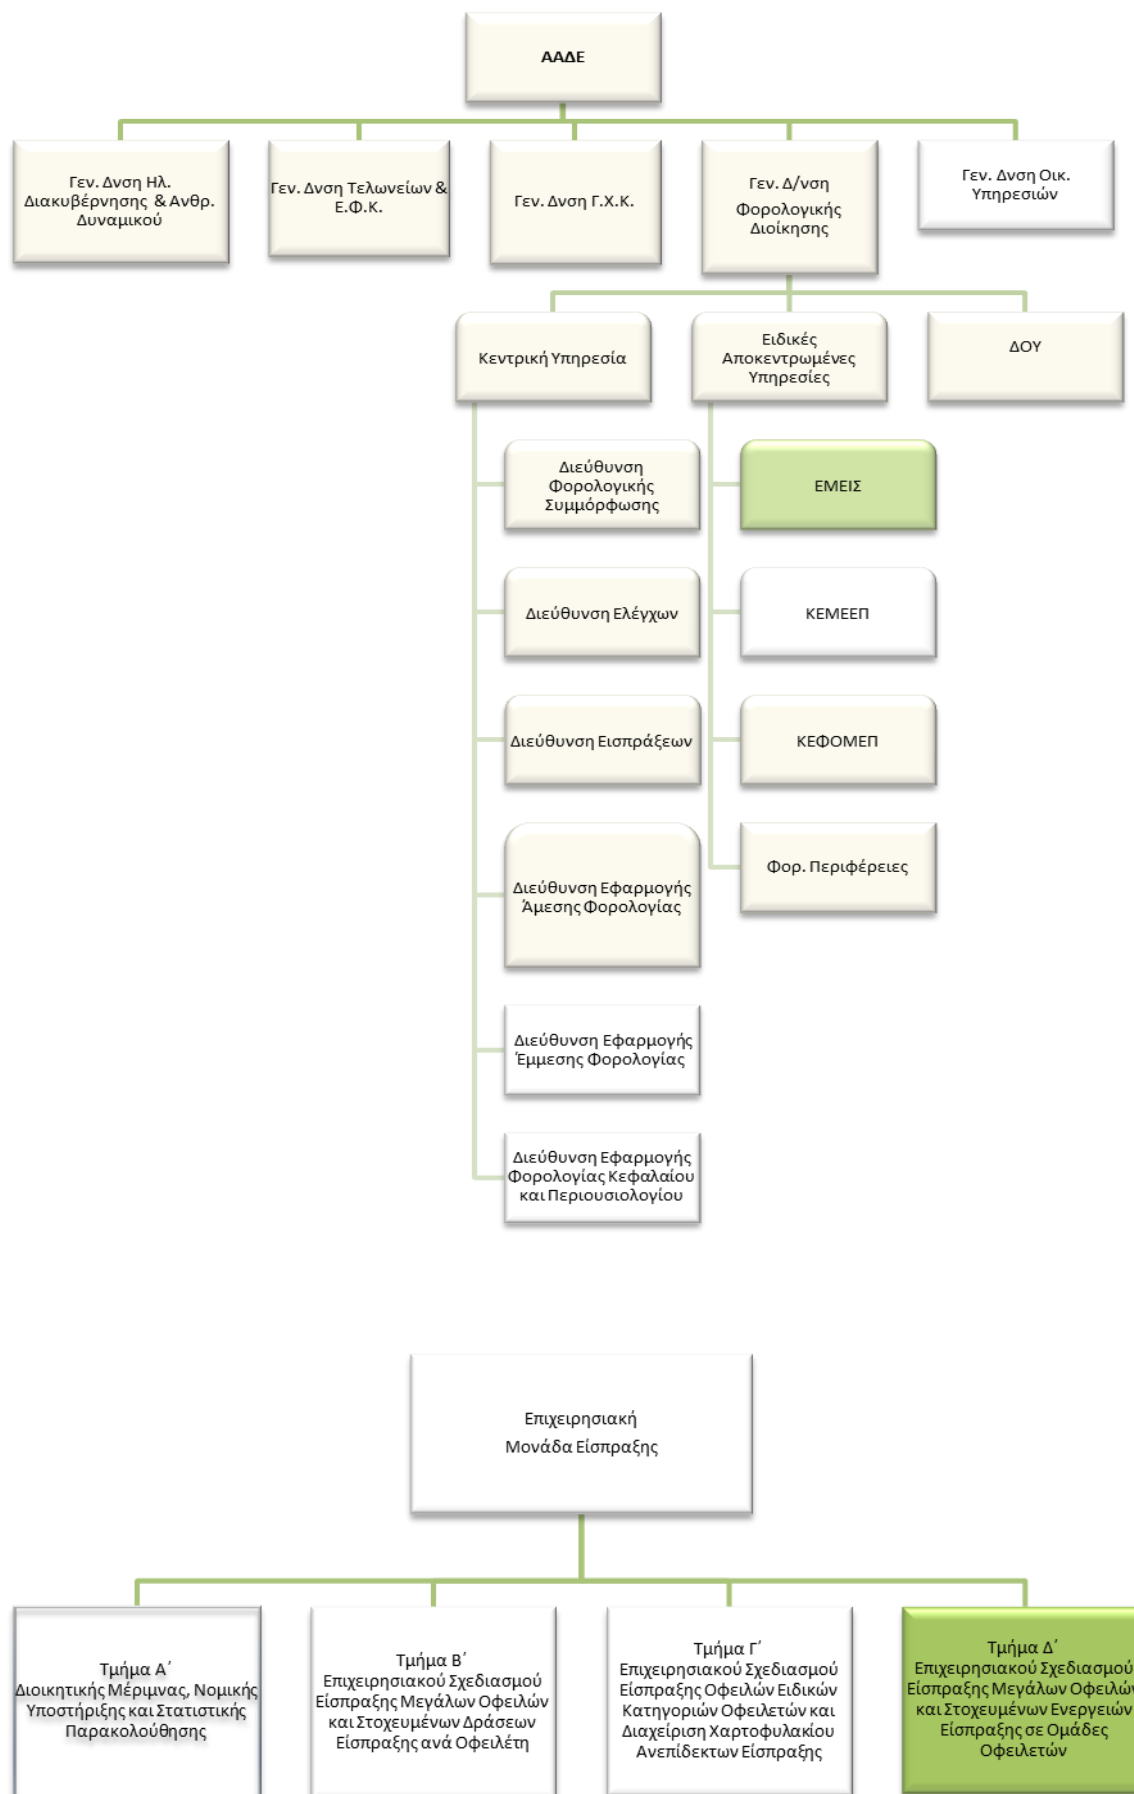 ΑΑΔΕ
Γεν. Δνση Ηλ.
Διακυβέρνησης & Ανθρ.
Δυναμικού
Γεν. Δνση Τελωνείων &
Ε.Φ.Κ.
Γεν. Δνση Γ.Χ.Κ.
Γεν. Δ/νση
Φορολογικής
Διοίκησης
Γεν. Δνση Οικ.
Υπηρεσιών
Κεντρική Υπηρεσία
Ειδικές
Αποκεντρωμένες
Υπηρεσίες
ΔΟΥ
Διεύθυνση
Φορολογικής
Συμμόρφωσης
Διεύθυνση Ελέγχων
Διεύθυνση Εισπράξεων
Διεύθυνση Εφαρμογής
Άμεσης Φορολογίας
Διεύθυνση Εφαρμογής
Έμμεσης Φορολογίας
Διεύθυνση Εφαρμογής
Φορολογίας Κεφαλαίου
και Περιουσιολογίου
ΕΜΕΙΣ
ΚΕΜΕΕΠ
ΚΕΦΟΜΕΠ
Φορ. Περιφέρειες
Επιχειρησιακή
Μονάδα Είσπραξης
Τμήμα Α΄
Διοικητικής Μέριμνας, Νομικής
Υποστήριξης και Στατιστικής
Παρακολούθησης
Τμήμα Β΄
Επιχειρησιακού Σχεδιασμού
Είσπραξης Μεγάλων Οφειλών
και Στοχευμένων Δράσεων
Είσπραξης ανά Οφειλέτη
Τμήμα Γ΄
Επιχειρησιακού Σχεδιασμού
Είσπραξης Οφειλών Ειδικών
Κατηγοριών Οφειλετών και
Διαχείριση Χαρτοφυλακίου
Ανεπίδεκτων Είσπραξης
Τμήμα Δ΄
Επιχειρησιακού Σχεδιασμού
Είσπραξης Μεγάλων Οφειλών
και Στοχευμένων Ενεργειών
Είσπραξης σε Ομάδες
Οφειλετών